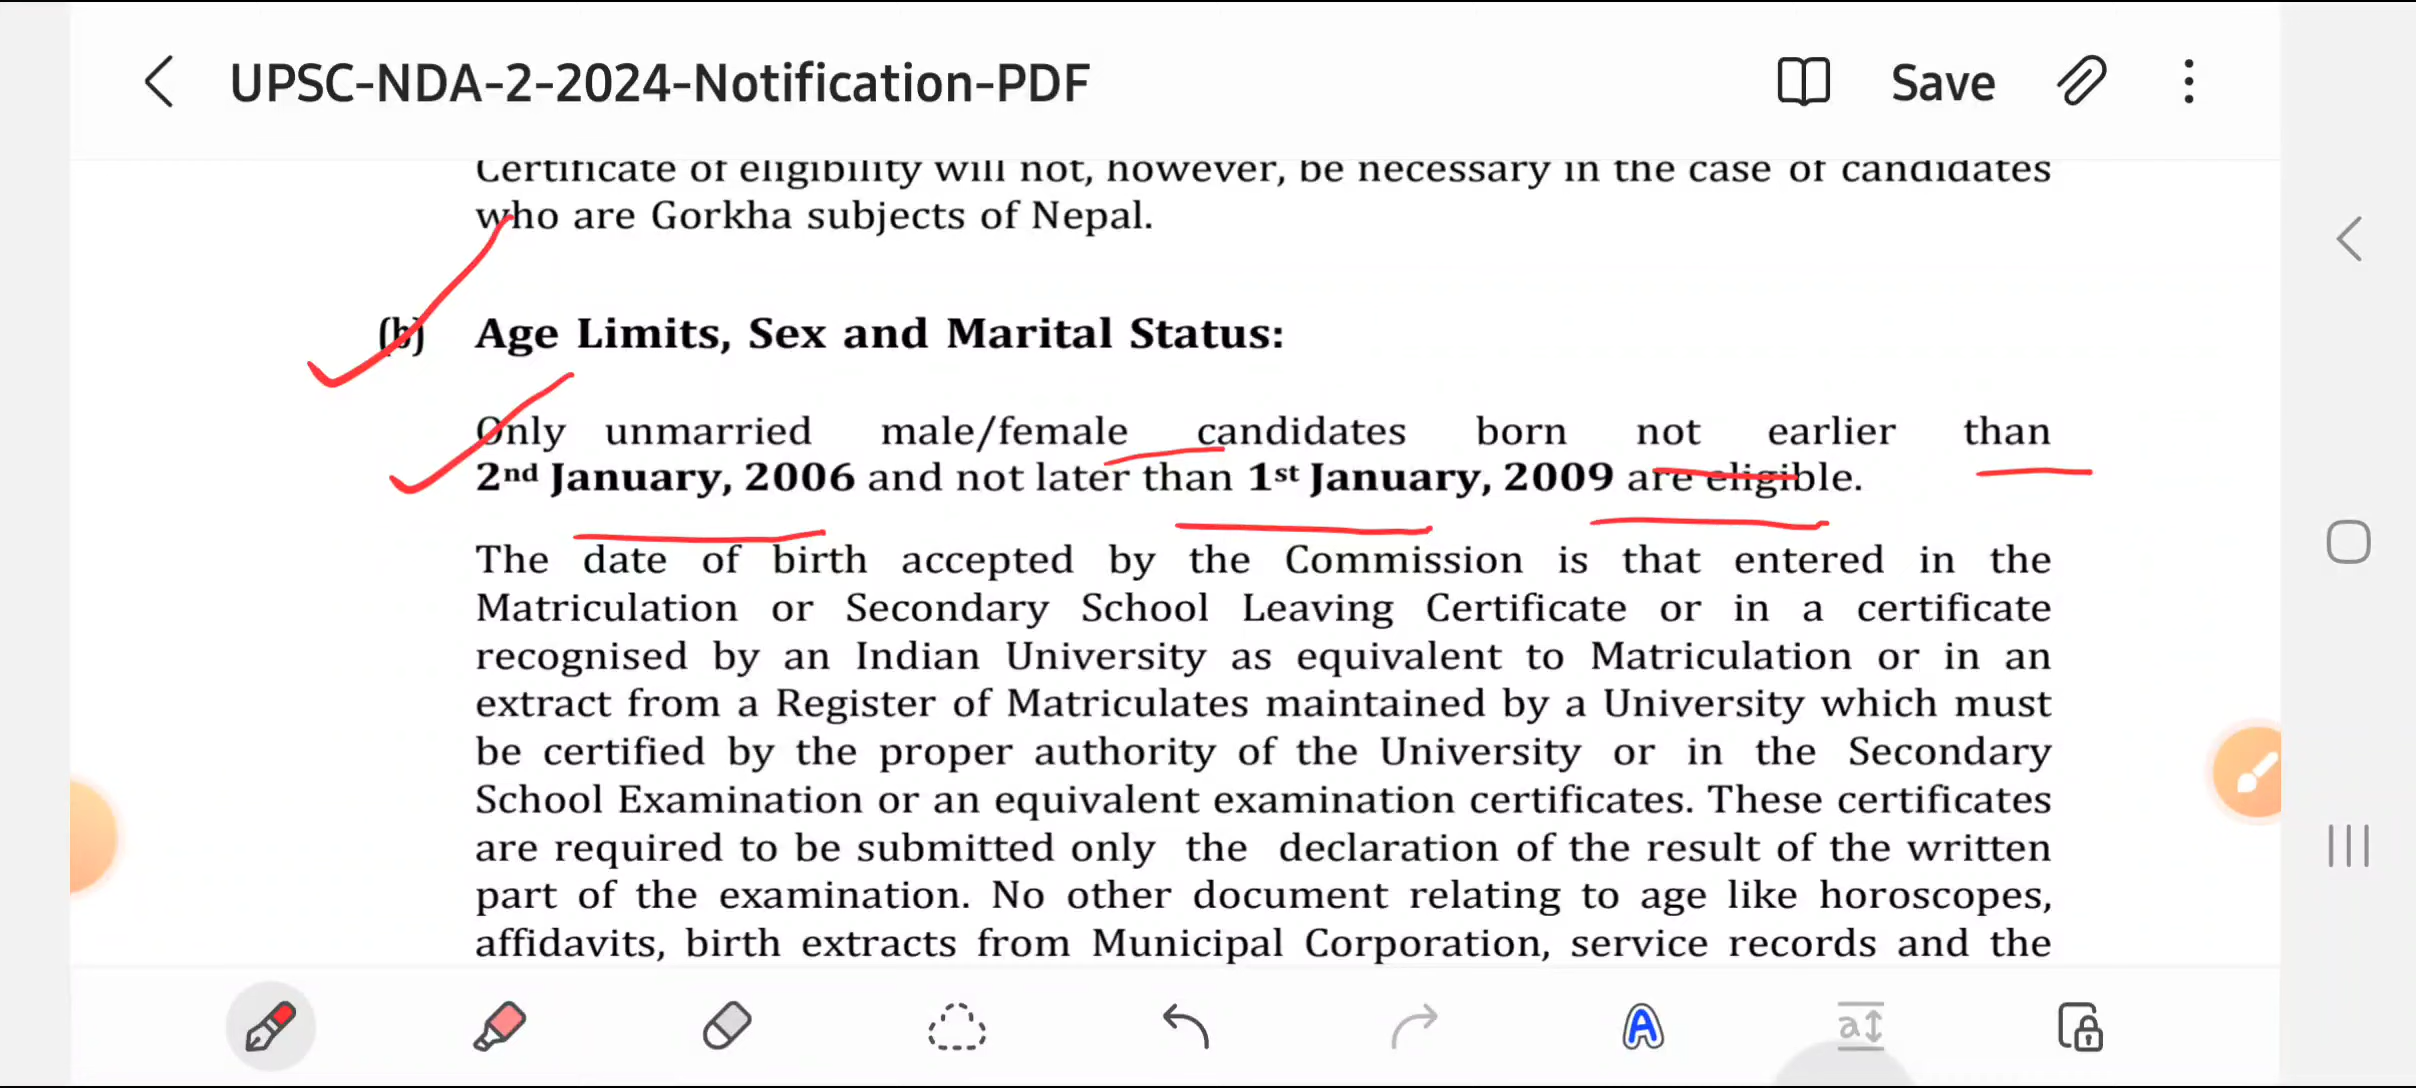 UPSC-NDA-2-2024-Notification-PDF
Save
Certificate of eligibility will not, however, be necessary in the case of candidates
who are Gorkha subjects of Nepal.
(b) Age Limits, Sex and Marital Status:
Only unmarried male/female candidates born not earlier than
2nd January, 2006 and not later than 1st January, 2009 are eligible.
The date of birth accepted by the Commission is that entered in the
Matriculation or Secondary School Leaving Certificate or in a certificate
recognised by an Indian University as equivalent to Matriculation or in an
extract from a Register of Matriculates maintained by a University which must
be certified by the proper authority of the University or in the Secondary
School Examination or an equivalent examination certificates. These certificates
are required to be submitted only the declaration of the result of the written
part of the examination. No other document relating to age like horoscopes,
affidavits, birth extracts from Municipal Corporation, service records and the
A
a